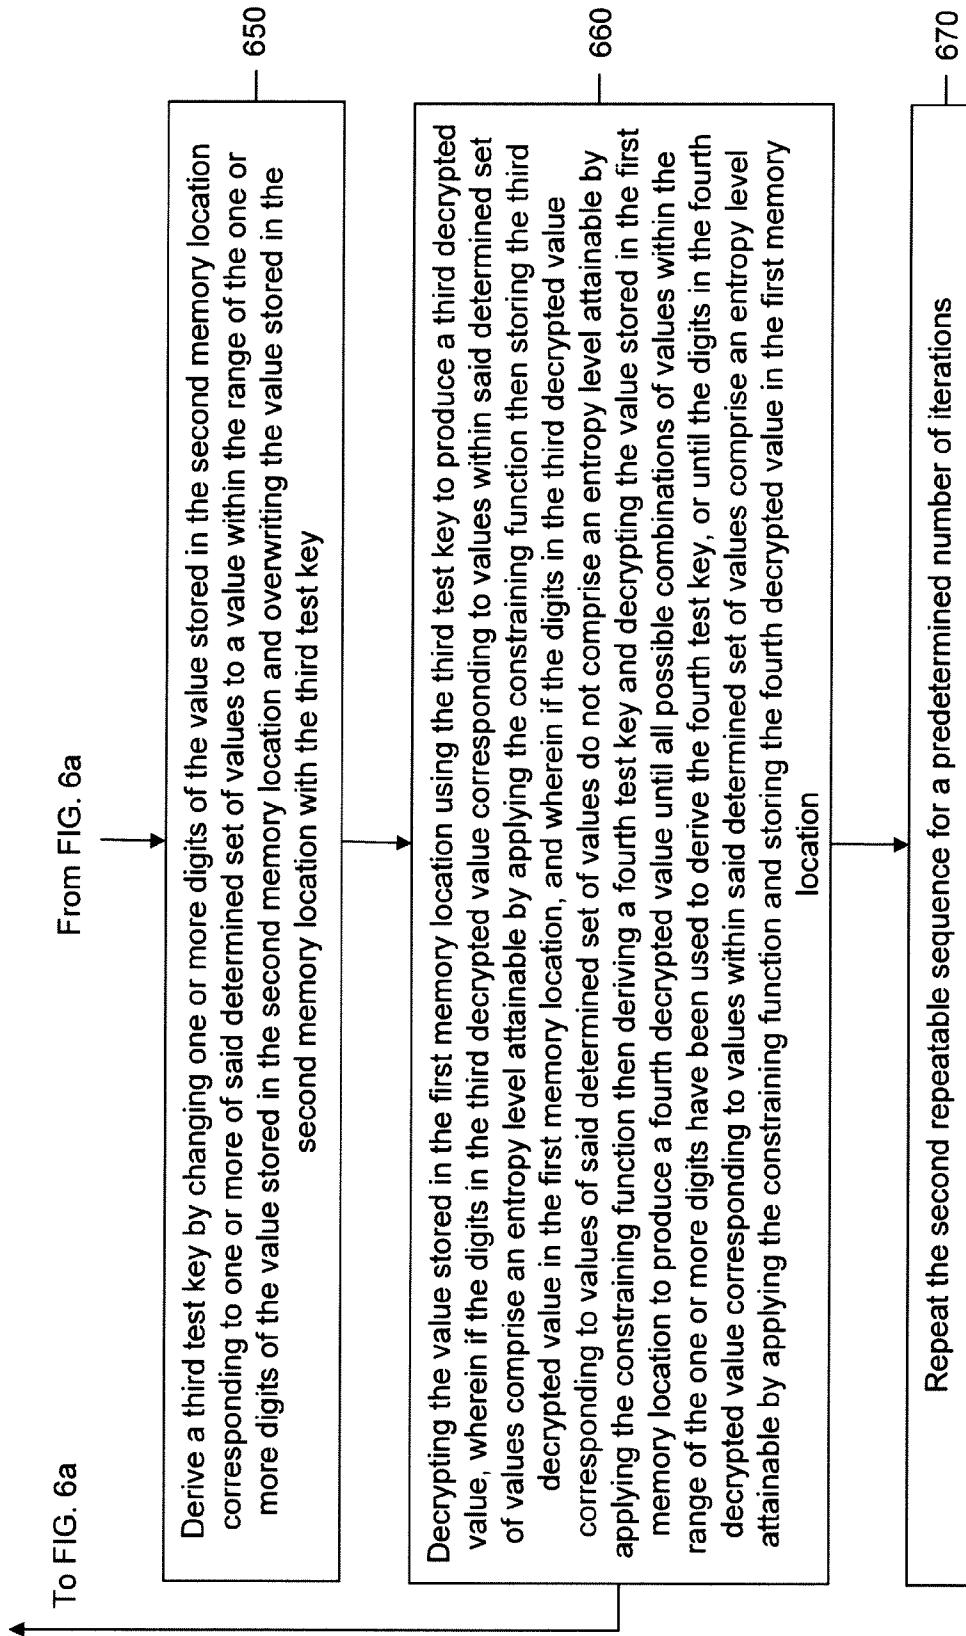 To FIG. 6a
From FIG. 6a
Derive a third test key by changing one or more digits of the value stored in the second memory location
corresponding to one or more of said determined set of values to a value within the range of the one or
more digits of the value stored in the second memory location and overwriting the value stored in the
second memory location with the third test key
650
Decrypting the value stored in the first memory location using the third test key to produce a third decrypted
value, wherein if the digits in the third decrypted value corresponding to values within said determined set
of values comprise an entropy level attainable by applying the constraining function then storing the third
decrypted value in the first memory location, and wherein if the digits in the third decrypted value
corresponding to values of said determined set of values do not comprise an entropy level attainable by
applying the constraining function then deriving a fourth test key and decrypting the value stored in the first
memory location to produce a fourth decrypted value until all possible combinations of values within the
range of the one or more digits have been used to derive the fourth test key, or until the digits in the fourth
decrypted value corresponding to values within said determined set of values comprise an entropy level
attainable by applying the constraining function and storing the fourth decrypted value in the first memory
location
660
Repeat the second repeatable sequence for a predetermined number of iterations
670